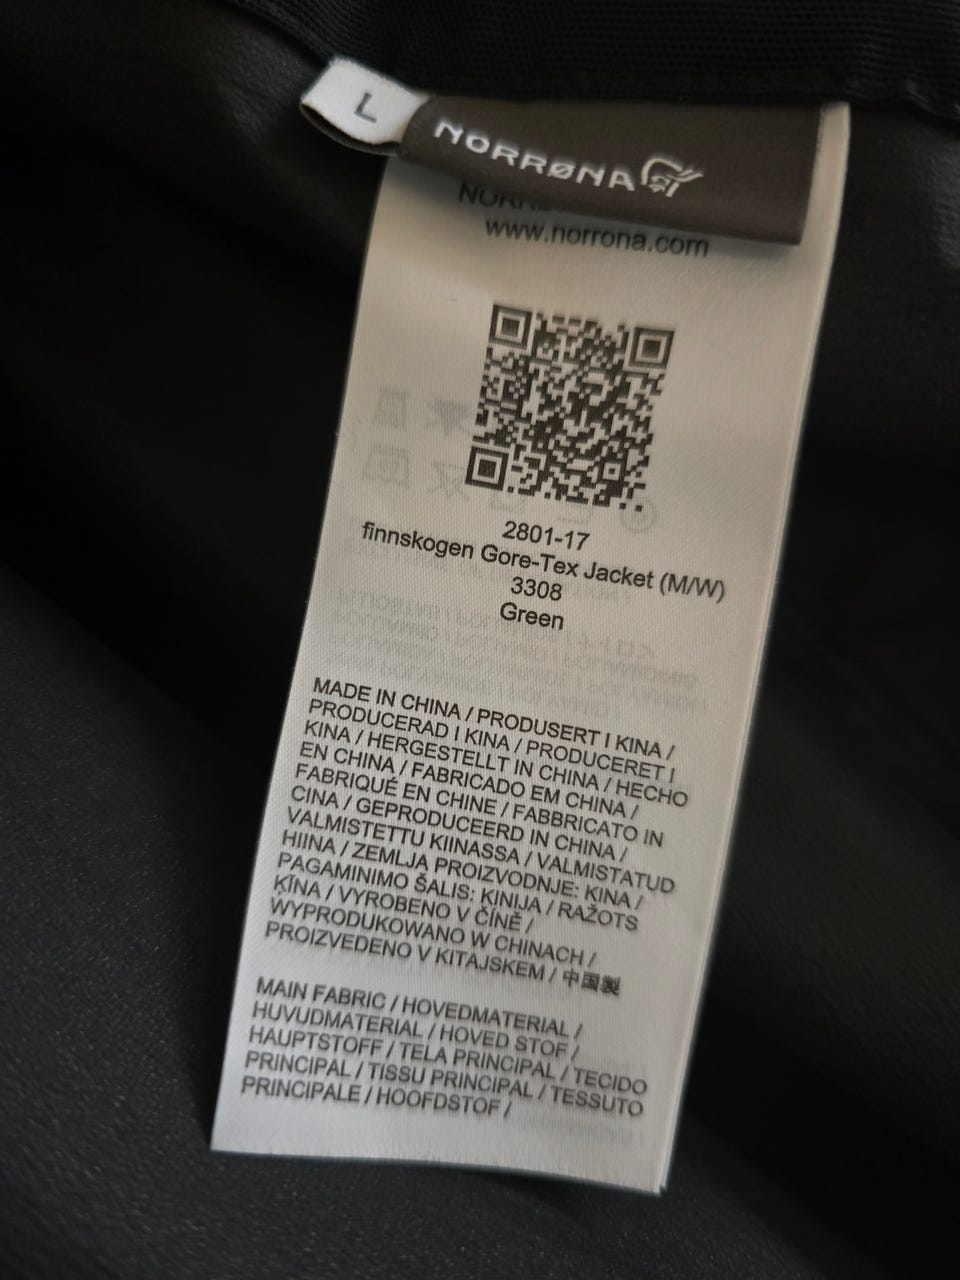 L
NORRØNA
www.norrona.com
2801-17
finnskogen Gore-Tex Jacket (M/W)
3308
Green
MADE IN CHINA / PRODUSERT I KINA /
PRODUCERAD I KINA / PRODUCERET I
KINA / HERGESTELLT IN CHINA / HECHO
EN CHINA / FABRICADO EM CHINA /
FABRIQUÉ EN CHINE / FABBRICATO IN
CINA / GEPRODUCEERD IN CHINA /
VALMISTETTU KIINASSA / VALMISTATUD
HIINA / ZEMLJA PROIZVODNJE: KINA /
PAGAMINIMO ŠALIS: KINIJA / RAŽOTS
ĶĪNA / VYROBENO V ČÍNĚ /
WYPRODUKOWANO W CHINACH /
PROIZVEDENO V KITAJSKEM / 中国製
MAIN FABRIC / HOVEDMATERIAL /
HUVUDMATERIAL / HOVED STOF /
HAUPTSTOFF / TELA PRINCIPAL / TECIDO
PRINCIPAL / TISSU PRINCIPAL / TESSUTO
PRINCIPALE / HOOFDSTOF /